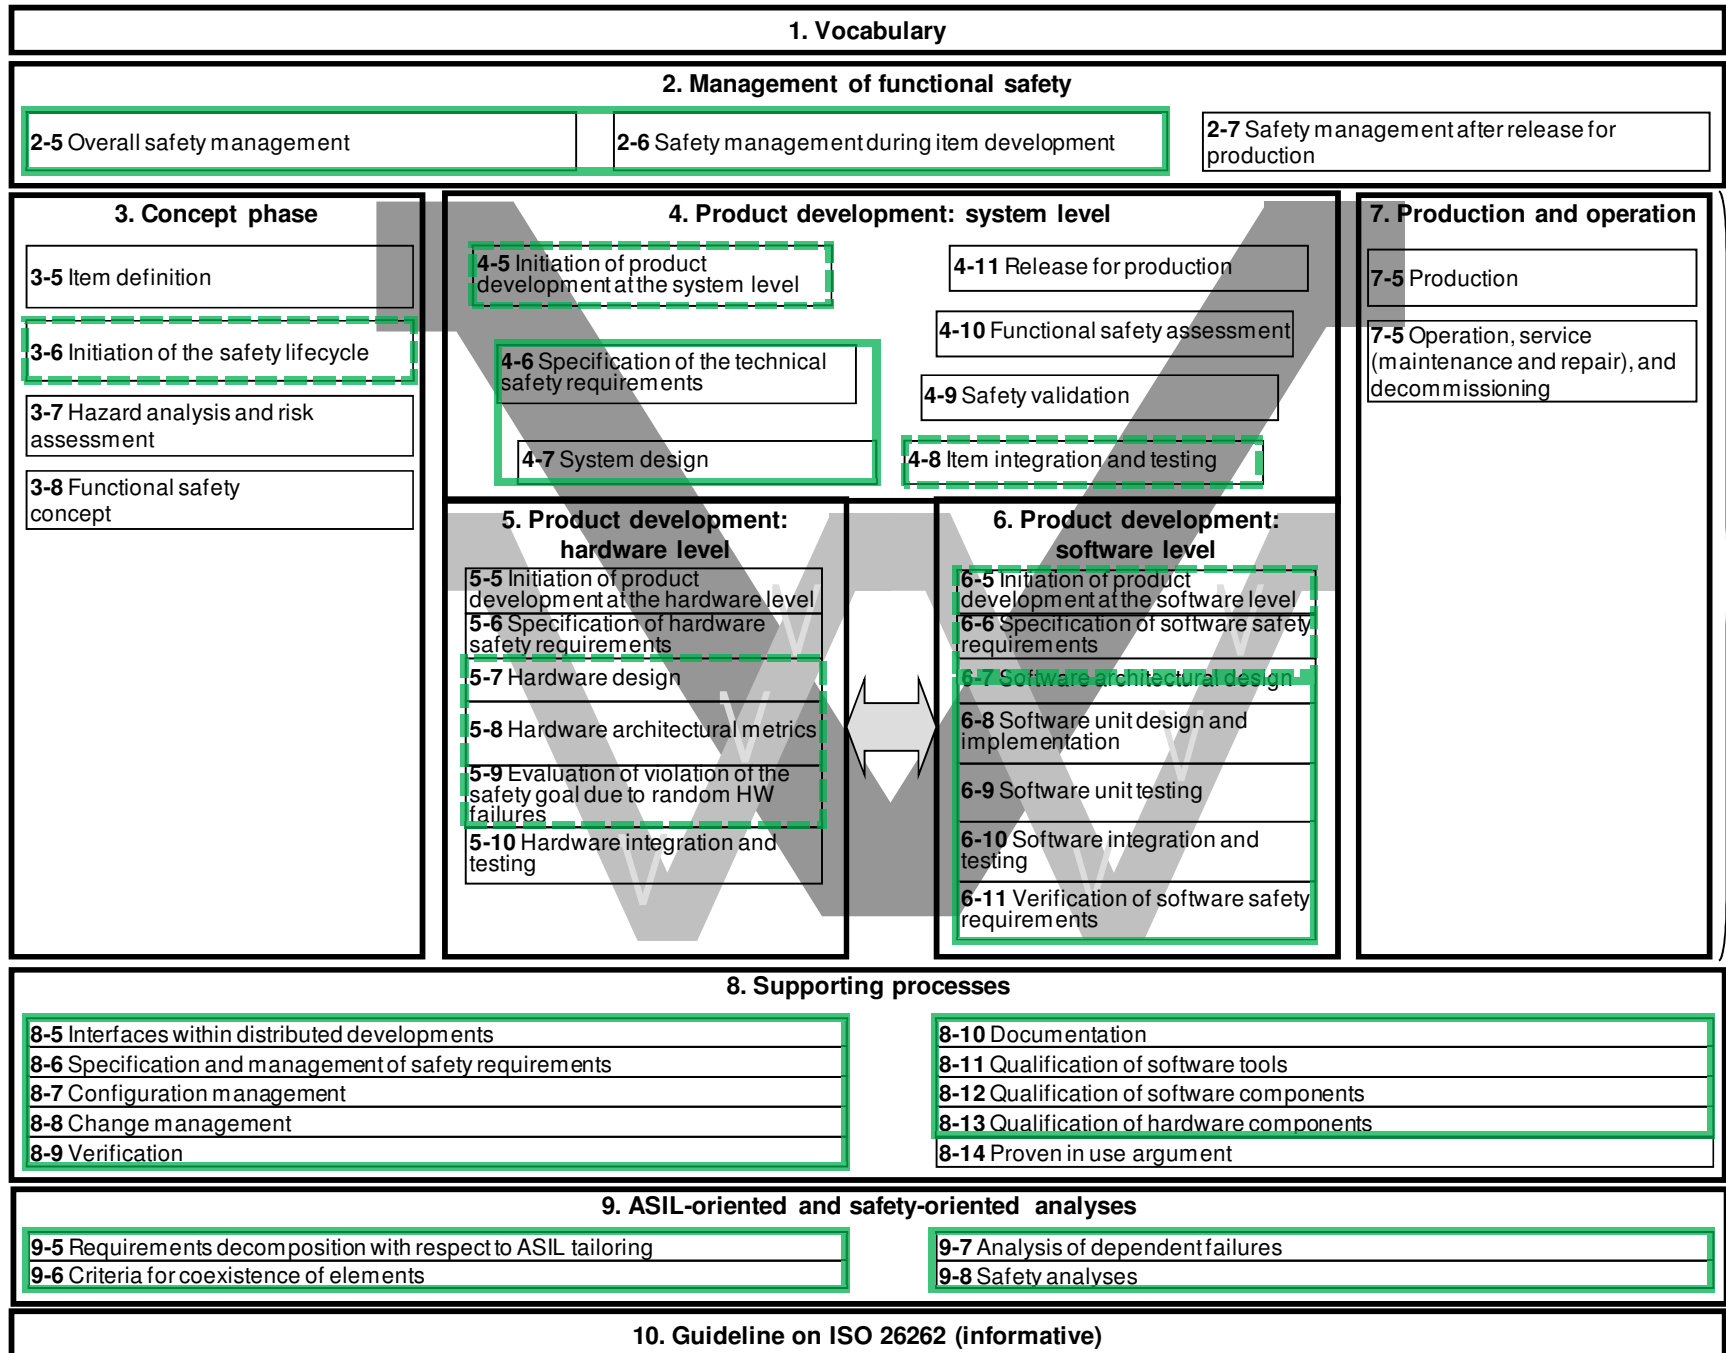 1. Vocabulary
2. Management of functional safety
2-5 Overall safety management
2-6 Safety management during item development
2-7 Safety management after release for
production
3. Concept phase
3-5 Item definition
3-6 Initiation of the safety lifecycle
3-7 Hazard analysis and risk
assessment
3-8 Functional safety
concept
4. Product development: system level
4-5 Initiation of product
development at the system level
4-6 Specification of the technical
safety requirements
4-7 System design
4-11 Release for production
4-10 Functional safety assessment
4-9 Safety validation
4-8 Item integration and testing
7. Production and operation
7-5 Production
7-5 Operation, service
(maintenance and repair), and
decommissioning
5. Product development:
hardware level
5-5 Initiation of product
development at the hardware level
5-6 Specification of hardware
safety requirements
5-7 Hardware design
5-8 Hardware architectural metrics
5-9 Evaluation of violation of the
safety goal due to random HW
failures
5-10 Hardware integration and
testing
6. Product development:
software level
6-5 Initiation of product
development at the software level
6-6 Specification of software safety
requirements
6-7 Software architectural design
6-8 Software unit design and
implementation
6-9 Software unit testing
6-10 Software integration and
testing
6-11 Verification of software safety
requirements
8. Supporting processes
8-5 Interfaces within distributed developments
8-6 Specification and management of safety requirements
8-7 Configuration management
8-8 Change management
8-9 Verification
8-10 Documentation
8-11 Qualification of software tools
8-12 Qualification of software components
8-13 Qualification of hardware components
8-14 Proven in use argument
9. ASIL-oriented and safety-oriented analyses
9-5 Requirements decomposition with respect to ASIL tailoring
9-6 Criteria for coexistence of elements
9-7 Analysis of dependent failures
9-8 Safety analyses
10. Guideline on ISO 26262 (informative)